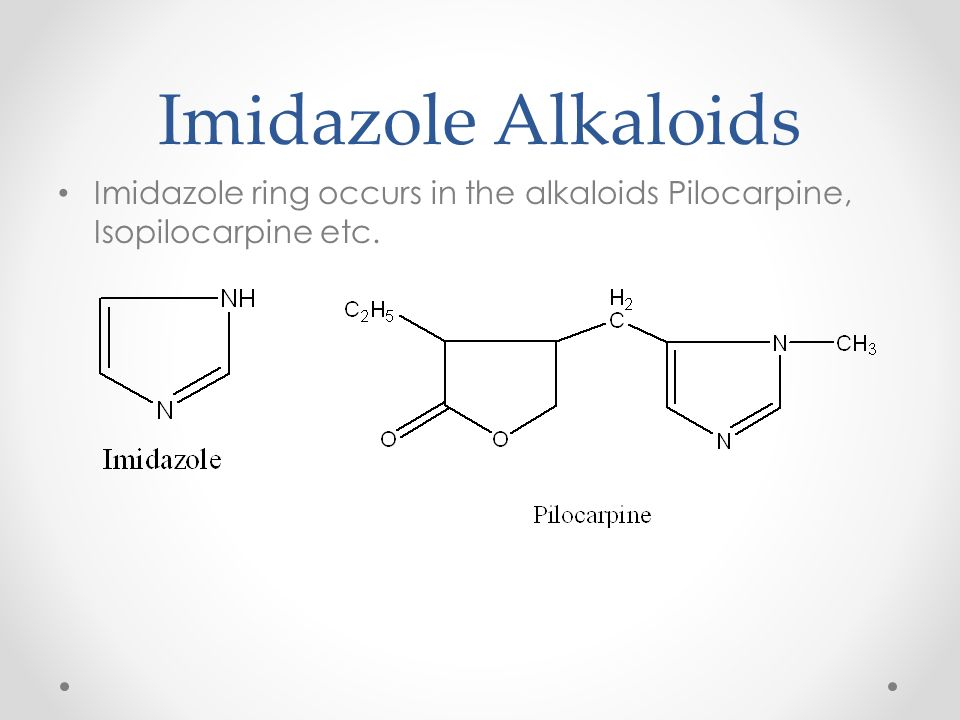 Imidazole Alkaloids
• Imidazole ring occurs in the alkaloids Pilocarpine,
Isopilocarpine etc.
NH
N
Imidazole
C2H5
H2
C
N
CH3
O
O
N
Pilocarpine